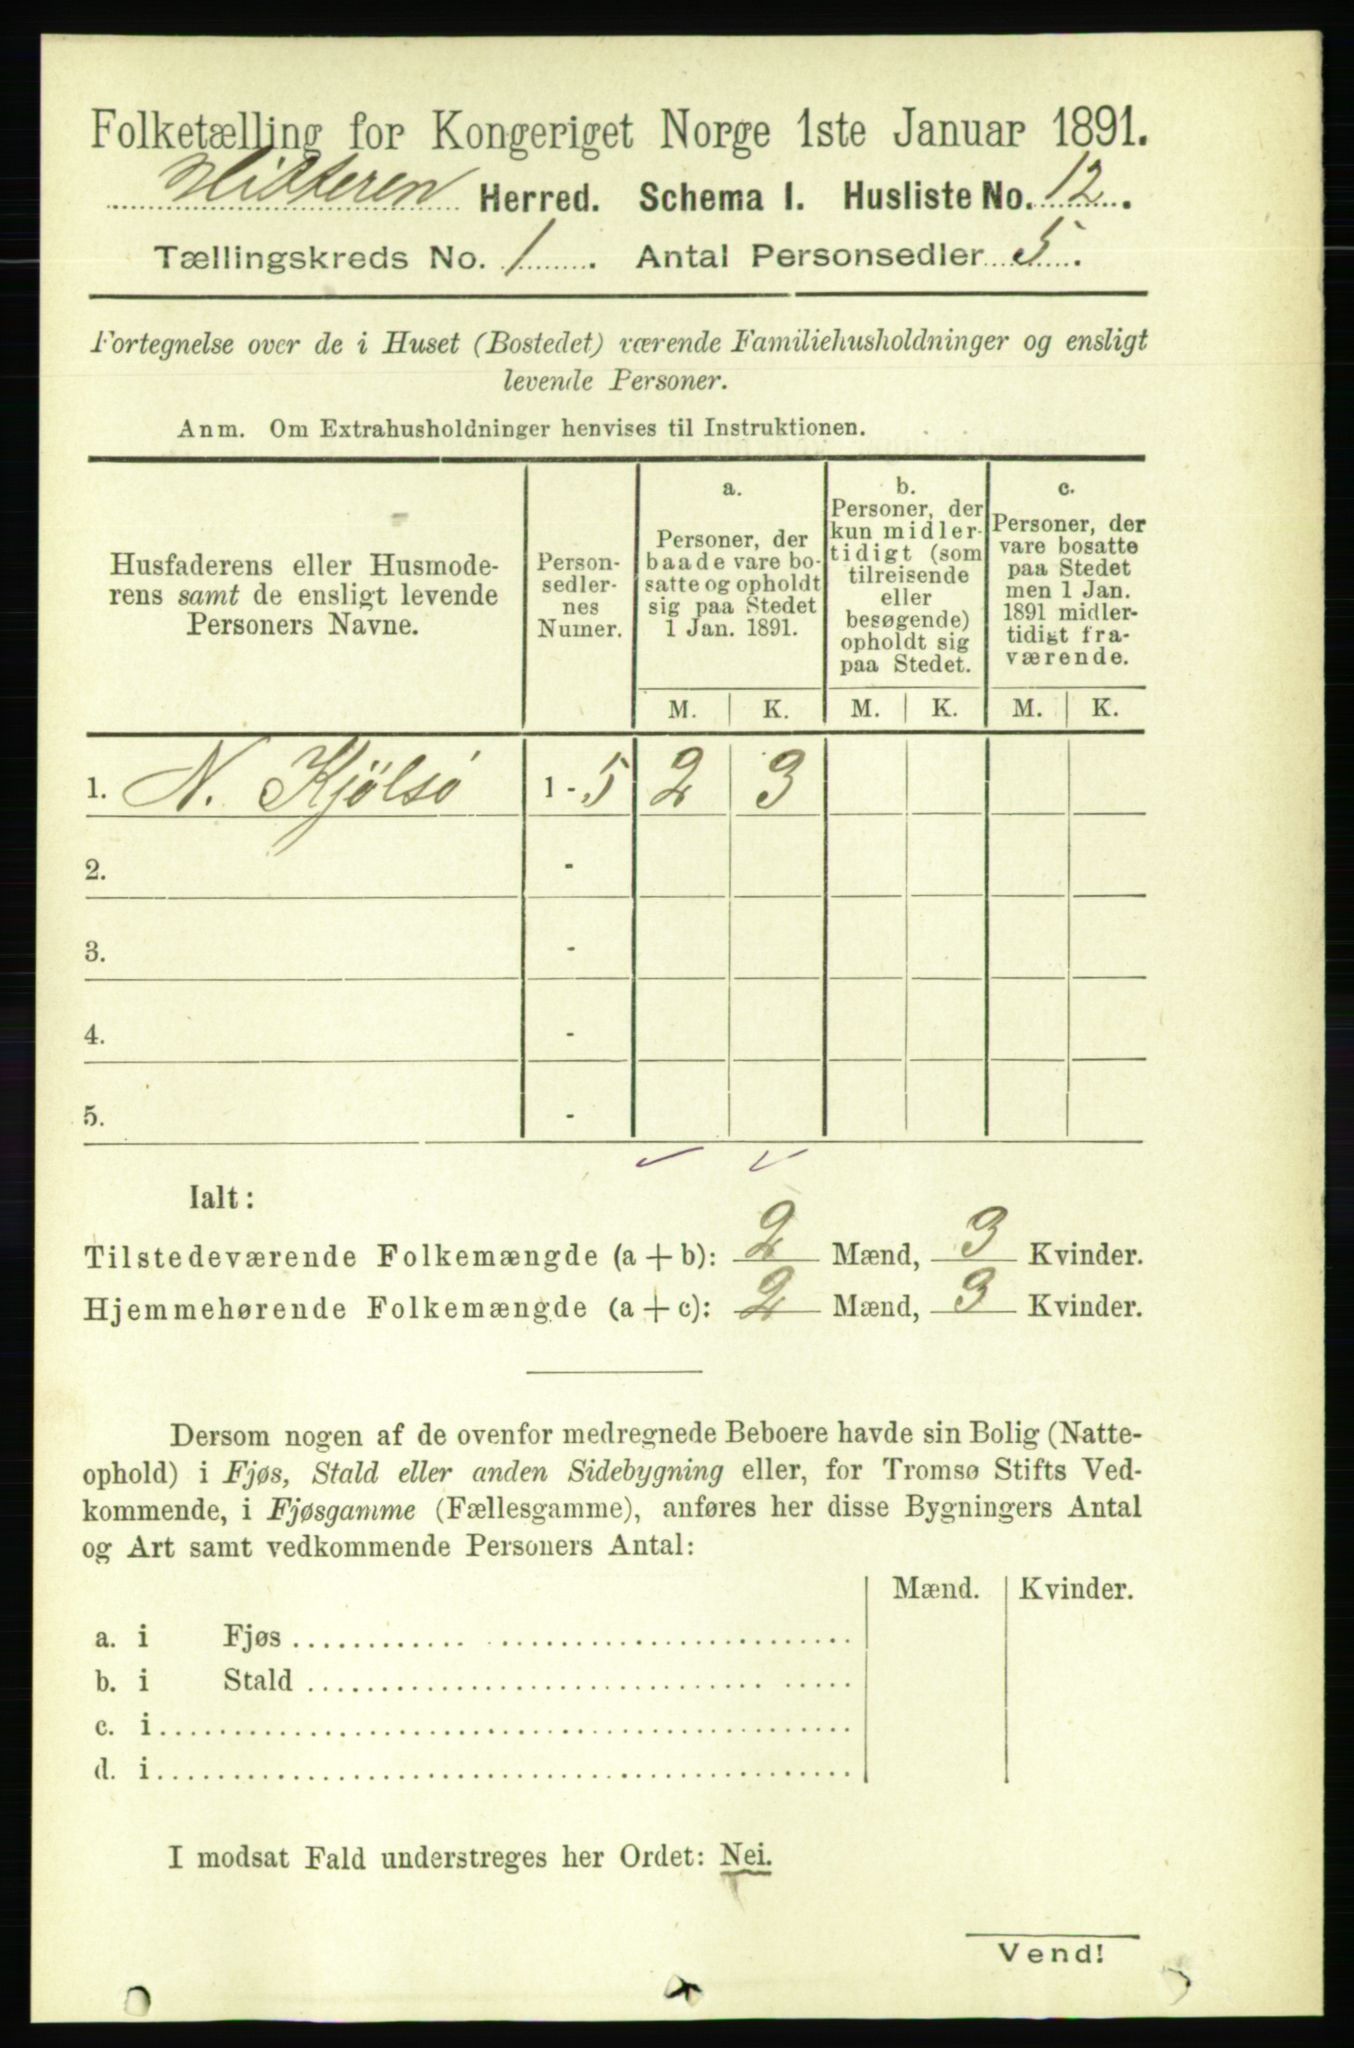 Folketælling for Kongeriget Norge 1ste Januar 1891.
Hitteren Herred. Schema I. Husliste No. 12.
Tællingskreds No. 1. Antal Personsedler 5.
Fortegnelse over de i Huset (Bostedet) værende Familiehusholdninger og ensligt
levende Personer.
Anm. Om Extrahusholdninger henvises til Instruktionen.
Husfaderens eller Husmode-
rens samt de ensligt levende
Personers Navne.
Person-
sedler-
nes
Numer.
a.
Personer, der
baade vare bo-
satte og opholdt
sig paa Stedet
1 Jan. 1891.
b.
Personer, der
kun midler-
tidigt (som
tilreisende
eller
besøgende)
opholdt sig
paa Stedet.
c.
Personer, der
vare bosatte
paa Stedet
men 1 Jan.
1891 midler-
tidigt fra-
værende.
M. K. M. K. M. K.
1. N. Kjölsö 1 - 5 2 3
2. -
3. -
4. -
5. -
Ialt:
Tilstedeværende Folkemængde (a + b): 2 Mænd, 3 Kvinder.
Hjemmehørende Folkemængde (a + c): 2 Mænd, 3 Kvinder.
Dersom nogen af de ovenfor medregnede Beboere havde sin Bolig (Natte-
ophold) i Fjøs, Stald eller anden Sidebygning eller, for Tromsø Stifts Ved-
kommende, i Fjøsgamme (Fællesgamme), anføres her disse Bygningers Antal
og Art samt vedkommende Personers Antal:
Mænd. Kvinder.
a. i Fjøs
b. i Stald
c. i
d. i
I modsat Fald understreges her Ordet: Nei.
Vend!